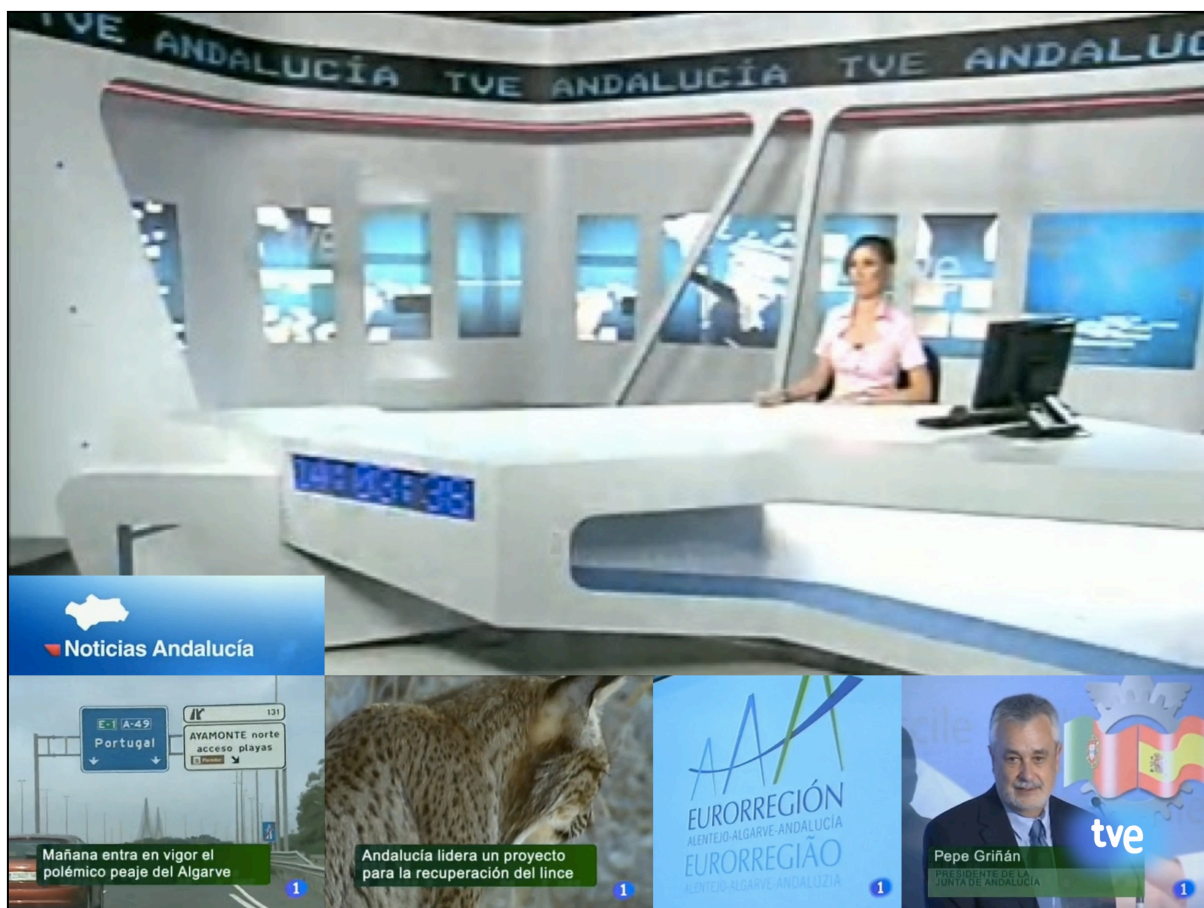 TVE ANDALUCÍA TVE ANDALUCÍA TVE ANDALUC
Noticias Andalucía
E-1 A-49
Portugal
131
AYAMONTE norte
acceso playas
Parador
Mañana entra en vigor el
polémico peaje del Algarve
1
Andalucía lidera un proyecto
para la recuperación del lince
1
AAA
EURORREGIÓN
ALENTEJO-ALGARVE-ANDALUCÍA
EURORREGIÃO
ALENTEJO-ALGARVE-ANDALUZIA
1
Pepe Griñán
PRESIDENTE DE LA
JUNTA DE ANDALUCÍA
tve
1